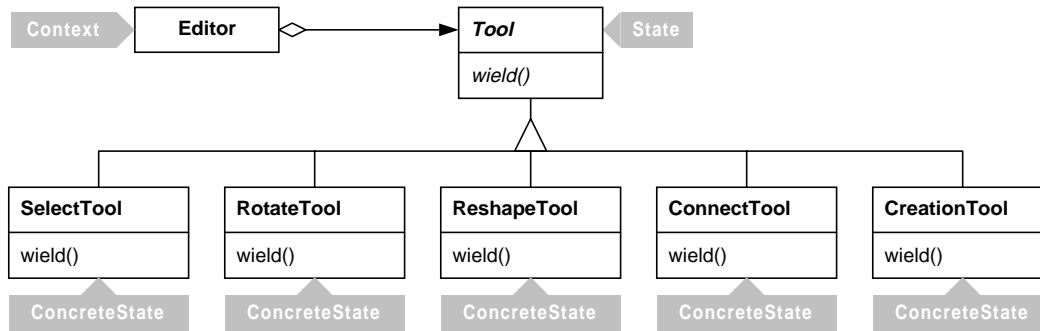 Context
Editor
Tool
State
wield()
SelectTool
RotateTool
ReshapeTool
ConnectTool
CreationTool
wield()
wield()
wield()
wield()
wield()
ConcreteState
ConcreteState
ConcreteState
ConcreteState
ConcreteState